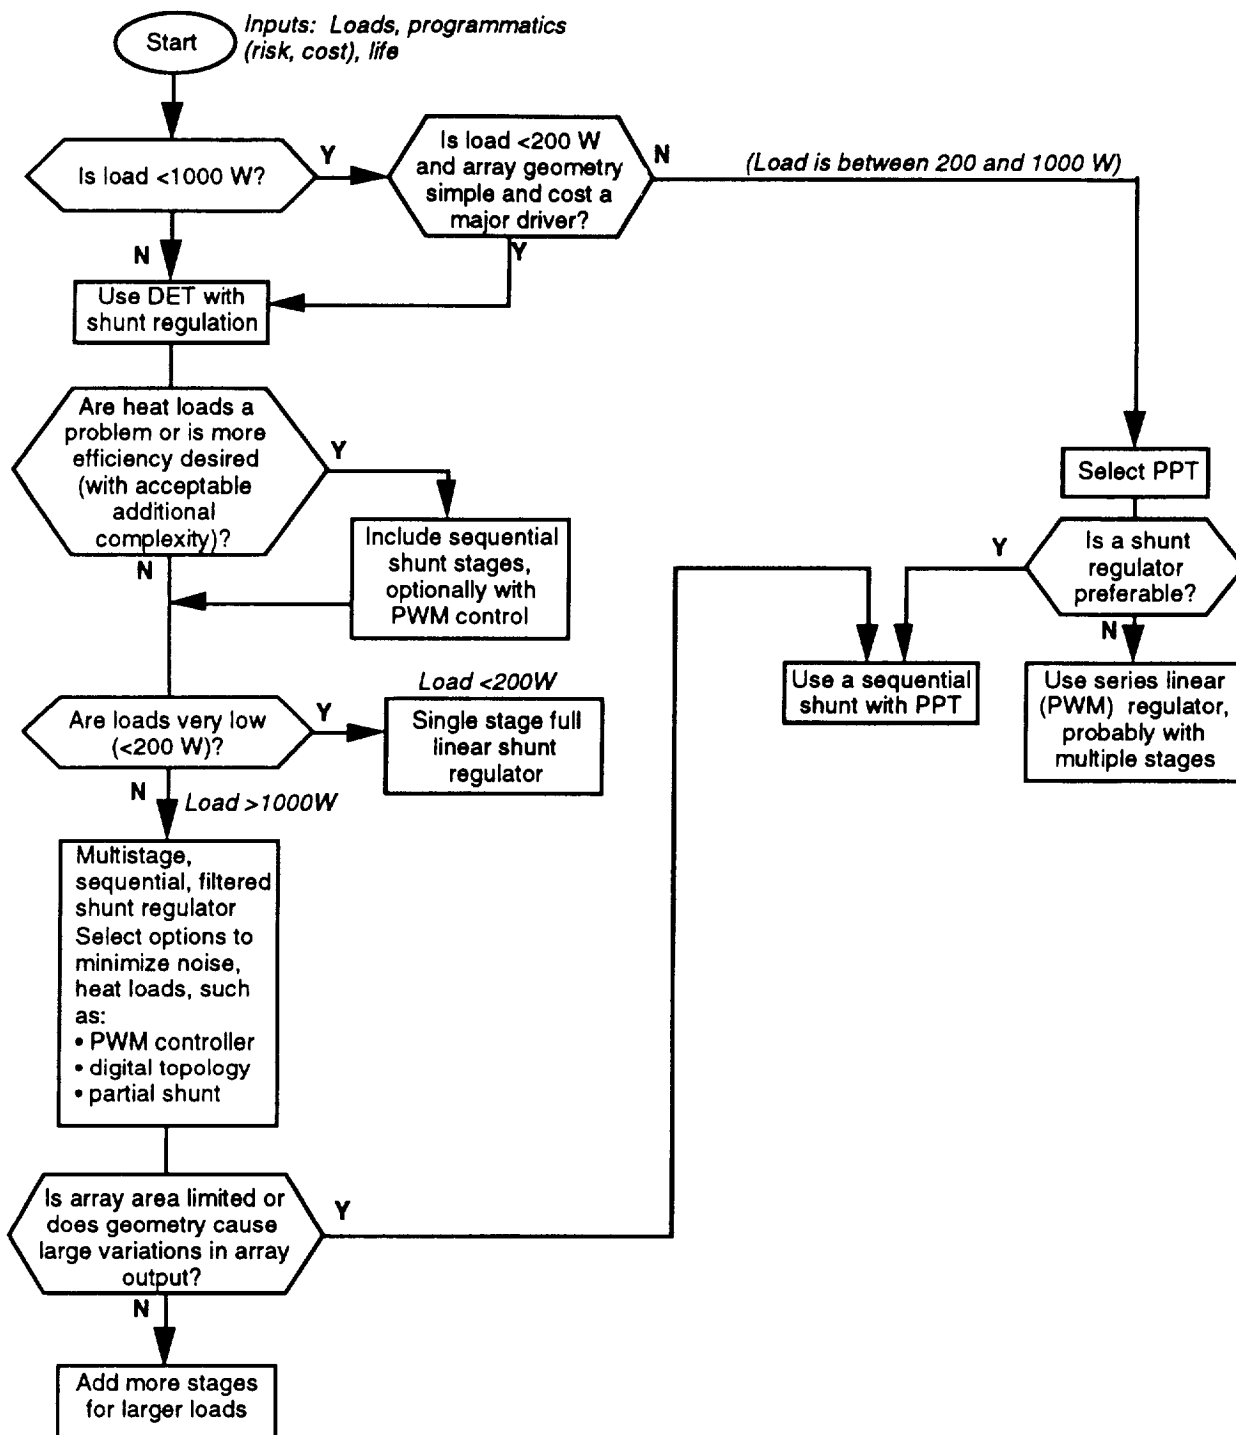 Start
Inputs: Loads, programmatics
(risk, cost), life
Is load <1000 W?
Y
Is load <200 W
and array geometry
simple and cost a
major driver?
N
(Load is between 200 and 1000 W)
Y
N
Use DET with
shunt regulation
Are heat loads a
problem or is more
efficiency desired
(with acceptable
additional
complexity)?
Y
N
Include sequential
shunt stages,
optionally with
PWM control
Select PPT
Is a shunt
regulator
preferable?
Y
N
Use a sequential
shunt with PPT
Use series linear
(PWM) regulator,
probably with
multiple stages
Are loads very low
(<200 W)?
Y
Load <200W
Single stage full
linear shunt
regulator
N
Load >1000W
Multistage,
sequential, filtered
shunt regulator
Select options to
minimize noise,
heat loads, such
as:
• PWM controller
• digital topology
• partial shunt
Is array area limited or
does geometry cause
large variations in array
output?
Y
N
Add more stages
for larger loads